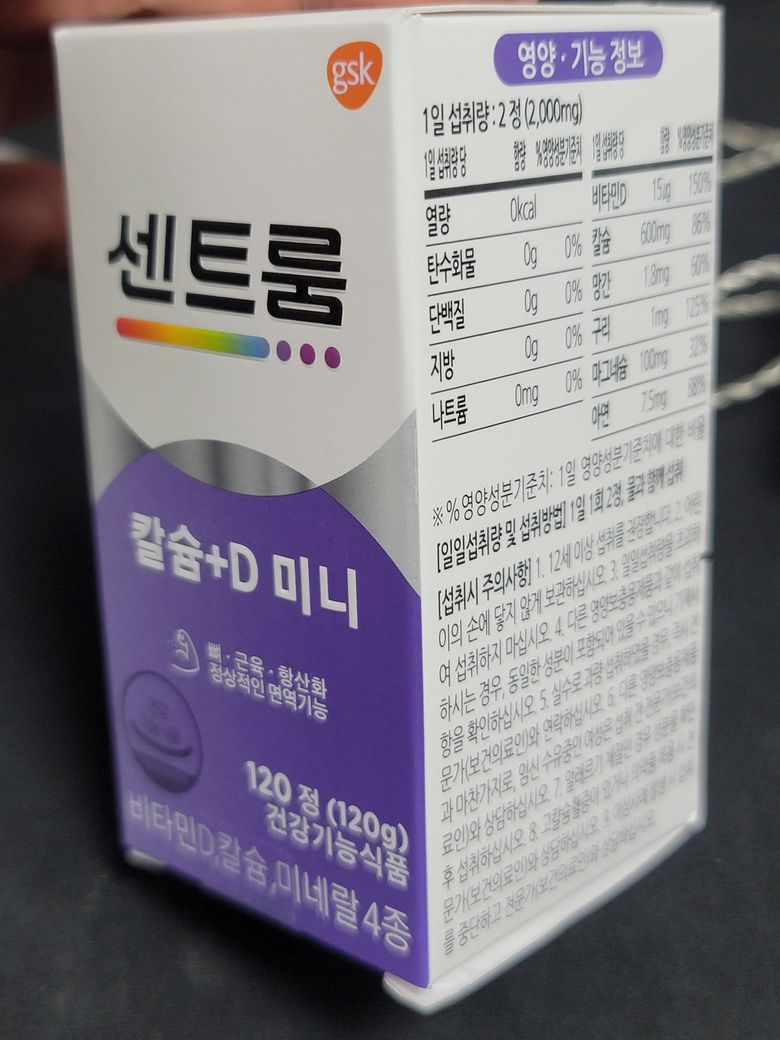 gsk
센트룸
칼슘+D 미니
뼈·근육·항산화
정상적인 면역기능
120 정 (120g)
건강기능식품
비타민D,칼슘,미네랄4종
영양·기능 정보
1일 섭취량 : 2 정 (2,000mg)
1일 섭취량 당 함량 %영양성분기준치
열량 0kcal
탄수화물 0g 0%
단백질 0g 0%
지방 0g 0%
나트륨 0mg 0%
1일 섭취량 당 함량 %영양성분기준치
비타민D 15µg 150%
칼슘 600mg 86%
망간 1.8mg 60%
구리 1mg 125%
마그네슘 100mg 32%
아연 7.5mg 88%
※ % 영양성분기준치: 1일 영양성분기준치에 대한 비율
[일일섭취량 및 섭취방법] 1일 1회 2정, 물과 함께 섭취
[섭취시 주의사항] 1. 12세 이상 섭취를 권장합니다. 2. 어린
이의 손에 닿지 않게 보관하십시오. 3. 일일섭취량을 초과하
여 섭취하지 마십시오. 4. 다른 영양보충용제품과 같이 섭취
하시는 경우, 동일한 성분이 포함되어 있을 수 있으니 기재사
항을 확인하십시오. 5. 실수로 과량 섭취하였을 경우, 즉시 전
문가(보건의료인)와 연락하십시오. 6. 다른 영양보충용제품
과 마찬가지로, 임신 수유중인 여성은 섭취 전 전문가(보건의
료인)와 상담하십시오. 7. 알레르기 체질인 경우 성분을 확인
후 섭취하십시오. 8. 고칼슘혈증이 있거나 의약품 복용 시 전
문가(보건의료인)와 상담하십시오. 9. 이상사례 발생 시 섭취
를 중단하고 전문가(보건의료인)와 상담하십시오.